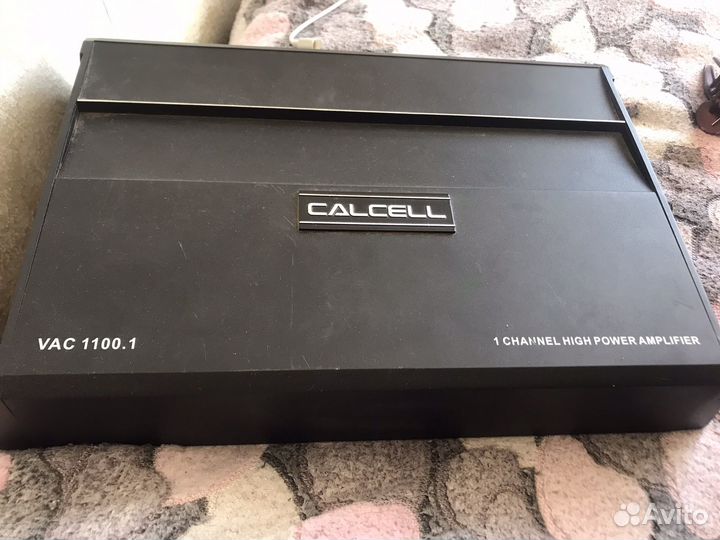 CALCELL
VAC 1100.1
1 CHANNEL HIGH POWER AMPLIFIER
Avito